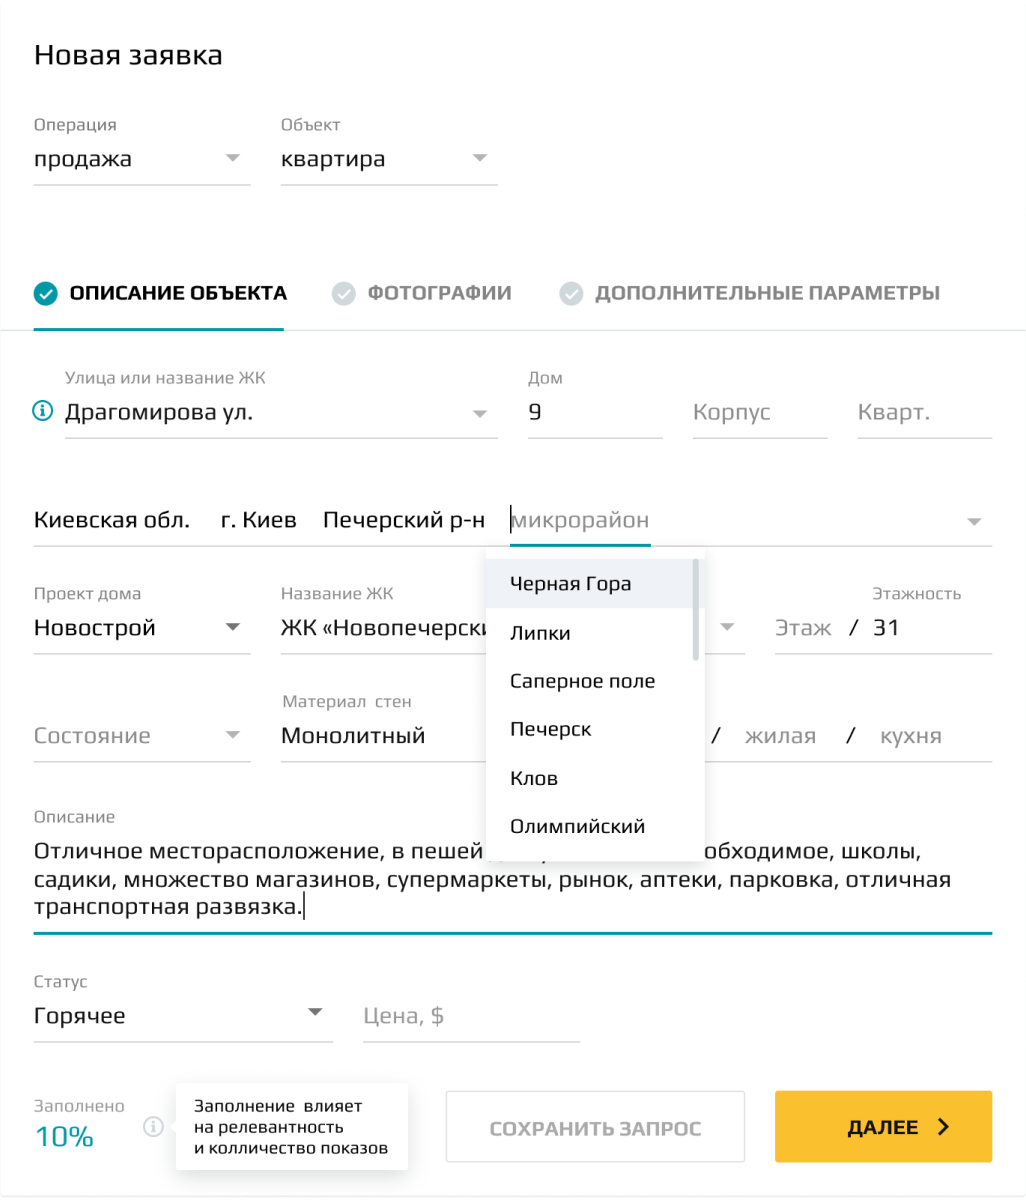 Новая заявка
Операция
Объект
продажа
квартира
ОПИСАНИЕ ОБЪЕКТА
ФОТОГРАФИИ
ДОПОЛНИТЕЛЬНЫЕ ПАРАМЕТРЫ
Улица или название ЖК
Дом
Драгомирова ул.
9
Корпус
Кварт.
Киевская обл. г. Киев Печерский р-н микрорайон
Черная Гора
Липки
Саперное поле
Печерск
Клов
Олимпийский
Проект дома
Название ЖК
Этажность
Новострой
ЖК «Новопечерски
Этаж / 31
Материал стен
Состояние
Монолитный
/ жилая / кухня
Описание
Отличное месторасположение, в пешей обходимое, школы,
садики, множество магазинов, супермаркеты, рынок, аптеки, парковка, отличная
транспортная развязка.
Статус
Горячее
Цена, $
Заполнено
10%
Заполнение влияет
на релевантность
и колличество показов
СОХРАНИТЬ ЗАПРОС
ДАЛЕЕ